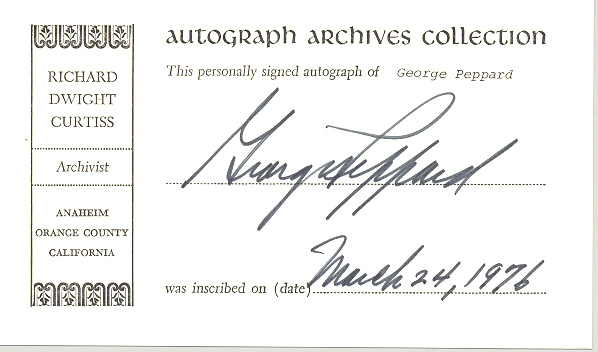 AUTOGRAPH ARCHIVES COLLECTION
RICHARD
DWIGHT
CURTISS
Archivist
ANAHEIM
ORANGE COUNTY
CALIFORNIA
This personally signed autograph of George Peppard
George Peppard
was inscribed on (date) March 24, 1976